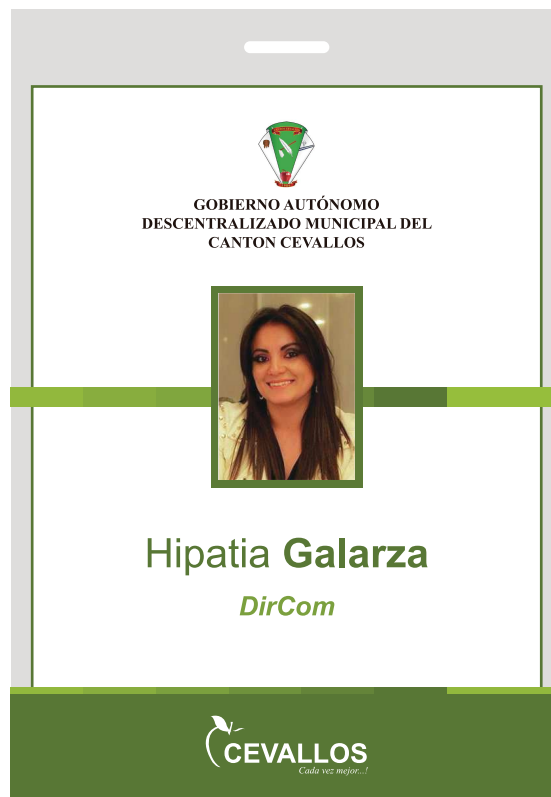 GOBIERNO AUTÓNOMO
DESCENTRALIZADO MUNICIPAL DEL
CANTON CEVALLOS
Hipatia Galarza
DirCom
CEVALLOS
Cada vez mejor...!